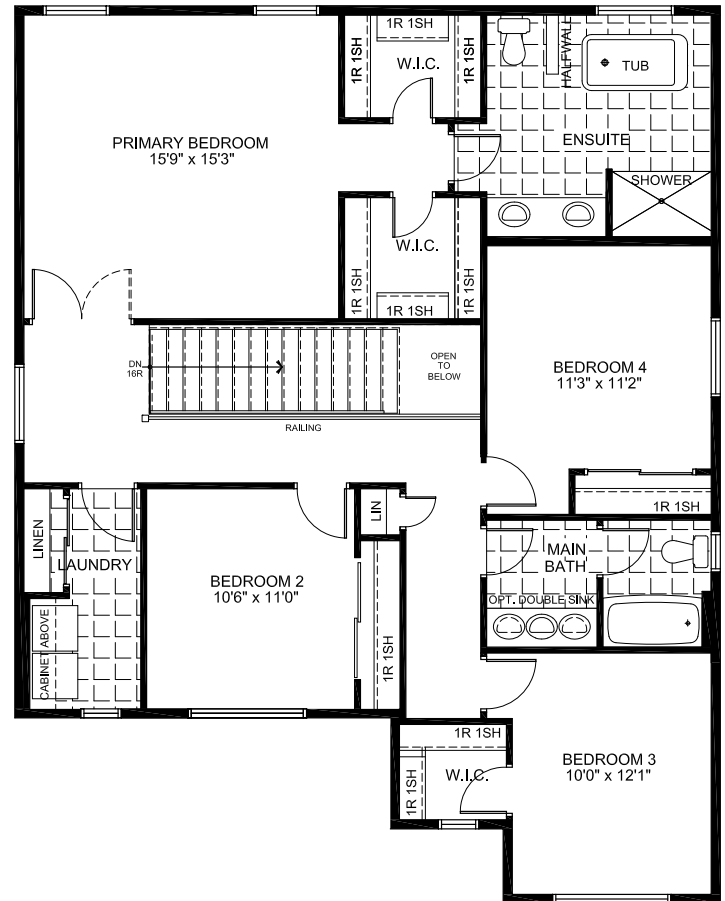 1R 1SH
1R 1SH
W.I.C.
1R 1SH
HALFWALL
TUB
PRIMARY BEDROOM
15'9" x 15'3"
ENSUITE
SHOWER
1R 1SH
W.I.C.
1R 1SH
1R 1SH
DN
16R
OPEN
TO
BELOW
RAILING
BEDROOM 4
11'3" x 11'2"
1R 1SH
LINEN
LAUNDRY
CABINET ABOVE
BEDROOM 2
10'6" x 11'0"
LIN
1R 1SH
MAIN
BATH
OPT. DOUBLE SINK
1R 1SH
1R 1SH
W.I.C.
BEDROOM 3
10'0" x 12'1"